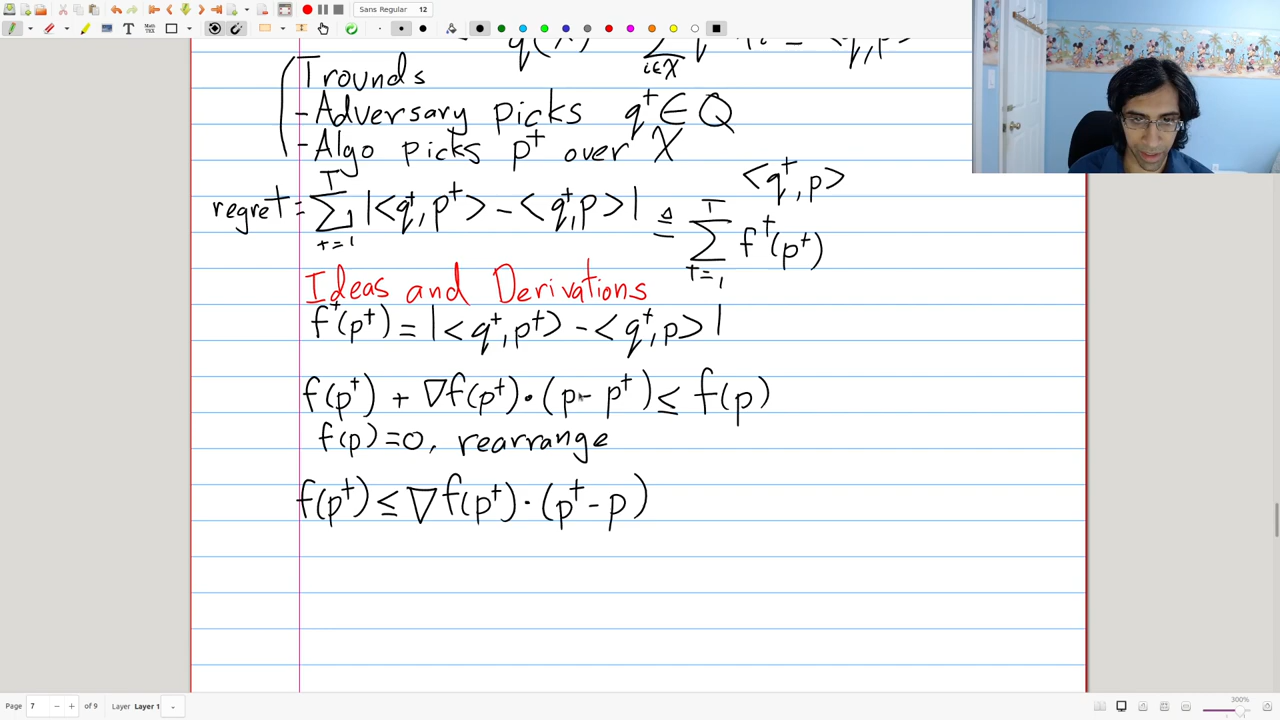 Sans Regular 12
q(X) Σ i∈X q = <q,p>
T rounds
- Adversary picks q^t ∈ Q
- Algo picks p^t over X
<q^t, p>
regret = Σ_{t=1}^T |<q^t, p^t> - <q^t, p>| ≜ Σ_{t=1}^T f^t(p^t)
Ideas and Derivations
f^t(p^t) = |<q^t, p^t> - <q^t, p>|
f(p^t) + ∇f(p^t) · (p - p^t) ≤ f(p)
f(p) = 0, rearrange
f(p^t) ≤ ∇f(p^t) · (p^t - p)
Page 7 of 9 Layer Layer 1 300%